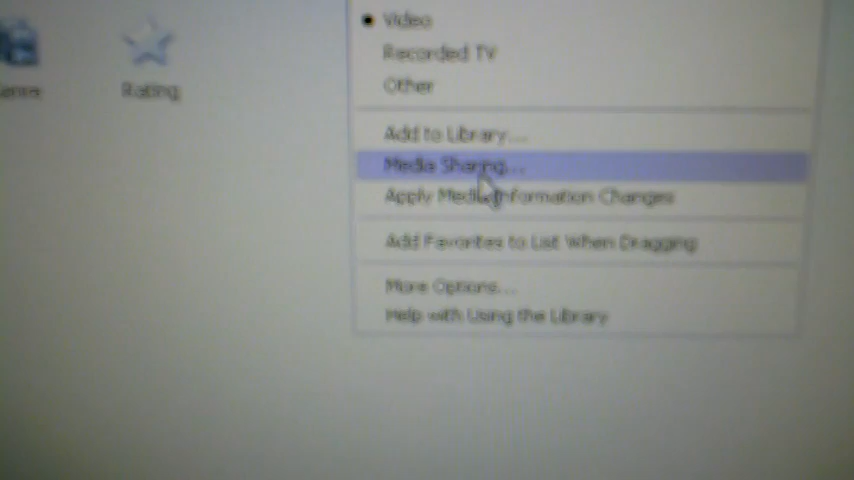 Video
Recorded TV
Genre
Rating
Other
Add to Library...
Media Sharing...
Apply Media Information Changes
Add Favorites to List When Dragging
More Options...
Help with Using the Library